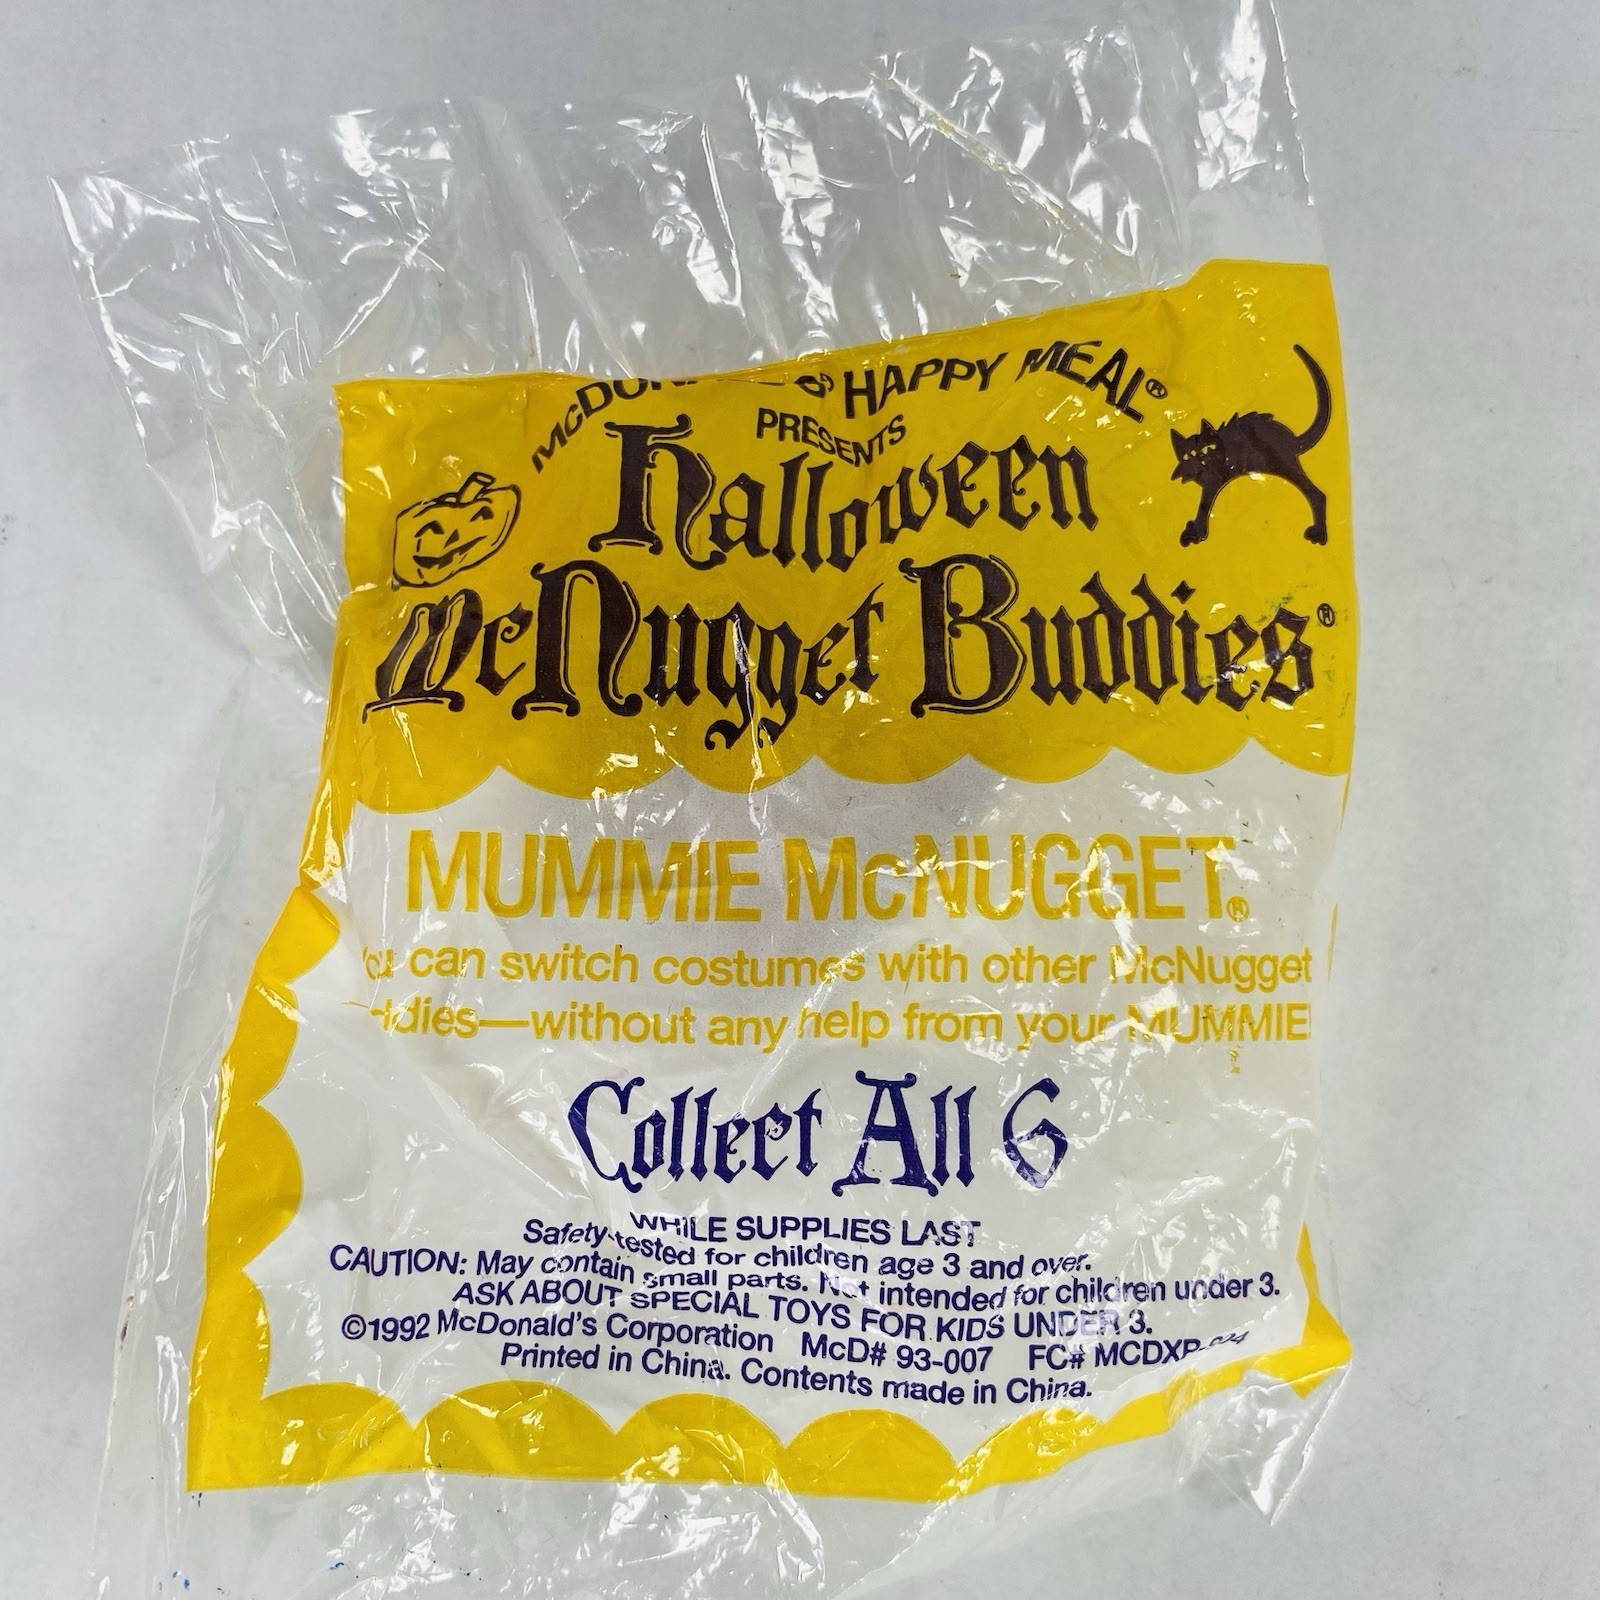 HAPPY MEAL®
PRESENTS
Halloween
McNugget Buddies®
MUMMIE McNUGGET®
can switch costumes with other McNugget
—without any help from your MUMMIE!
Collect All 6
WHILE SUPPLIES LAST
Safety-tested for children age 3 and over.
CAUTION: May contain small parts. Not intended for children under 3.
ASK ABOUT SPECIAL TOYS FOR KIDS UNDER 3.
©1992 McDonald's Corporation McD# 93-007 FC#
Printed in China. Contents made in China.